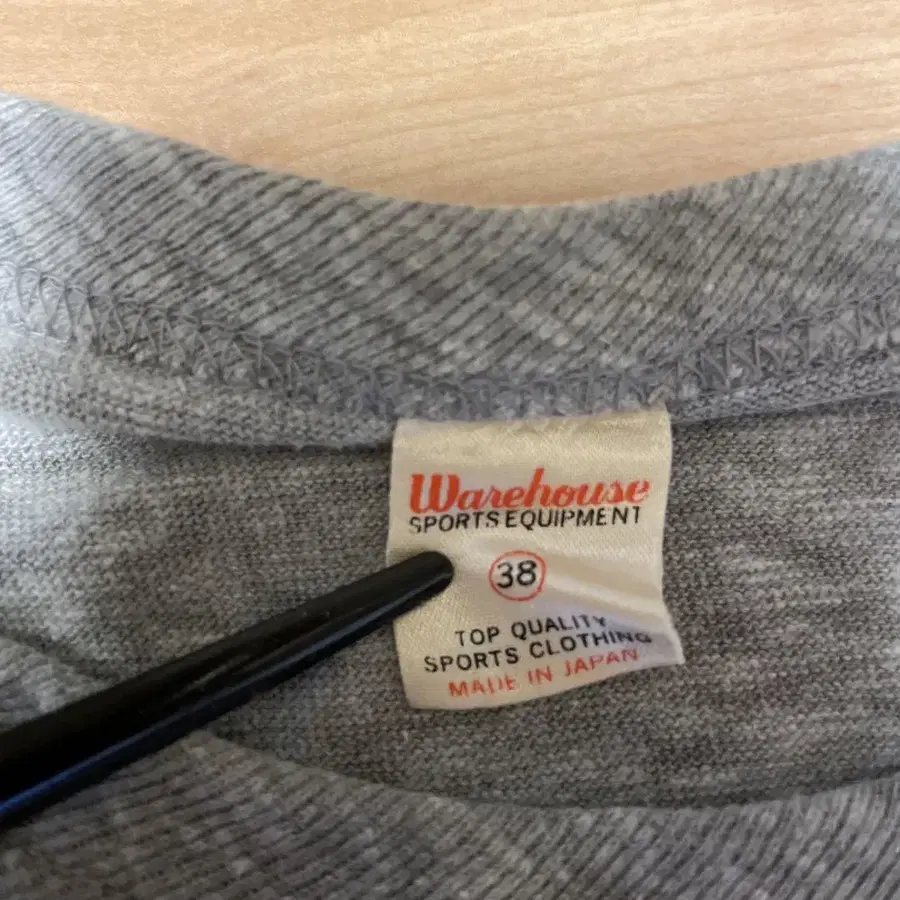 Warehouse
SPORTS EQUIPMENT
38
TOP QUALITY
SPORTS CLOTHING
MADE IN JAPAN